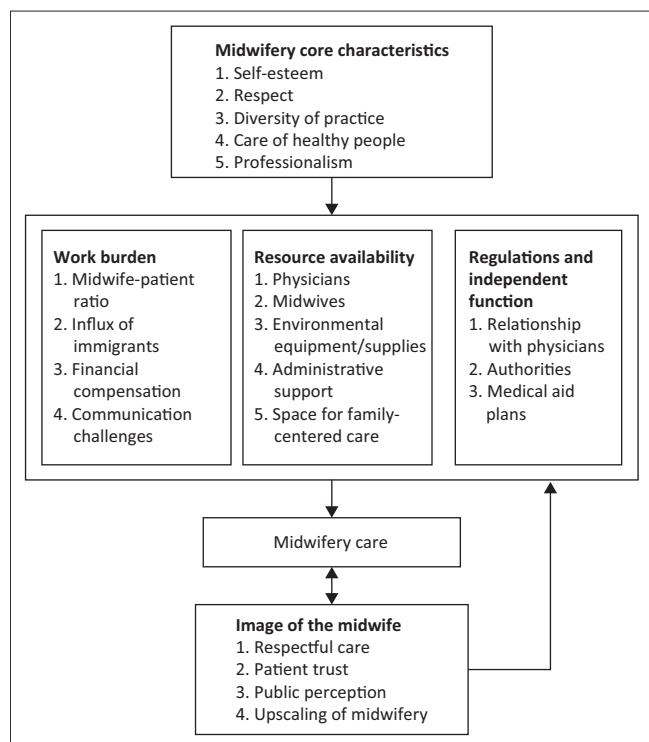 Midwifery core characteristics
1. Self-esteem
2. Respect
3. Diversity of practice
4. Care of healthy people
5. Professionalism
Work burden
1. Midwife-patient
ratio
2. Influx of
immigrants
3. Financial
compensation
4. Communication
challenges
Resource availability
1. Physicians
2. Midwives
3. Environmental
equipment/supplies
4. Administrative
support
5. Space for family-
centered care
Regulations and
independent
function
1. Relationship
with physicians
2. Authorities
3. Medical aid
plans
Midwifery care
Image of the midwife
1. Respectful care
2. Patient trust
3. Public perception
4. Upscaling of midwifery